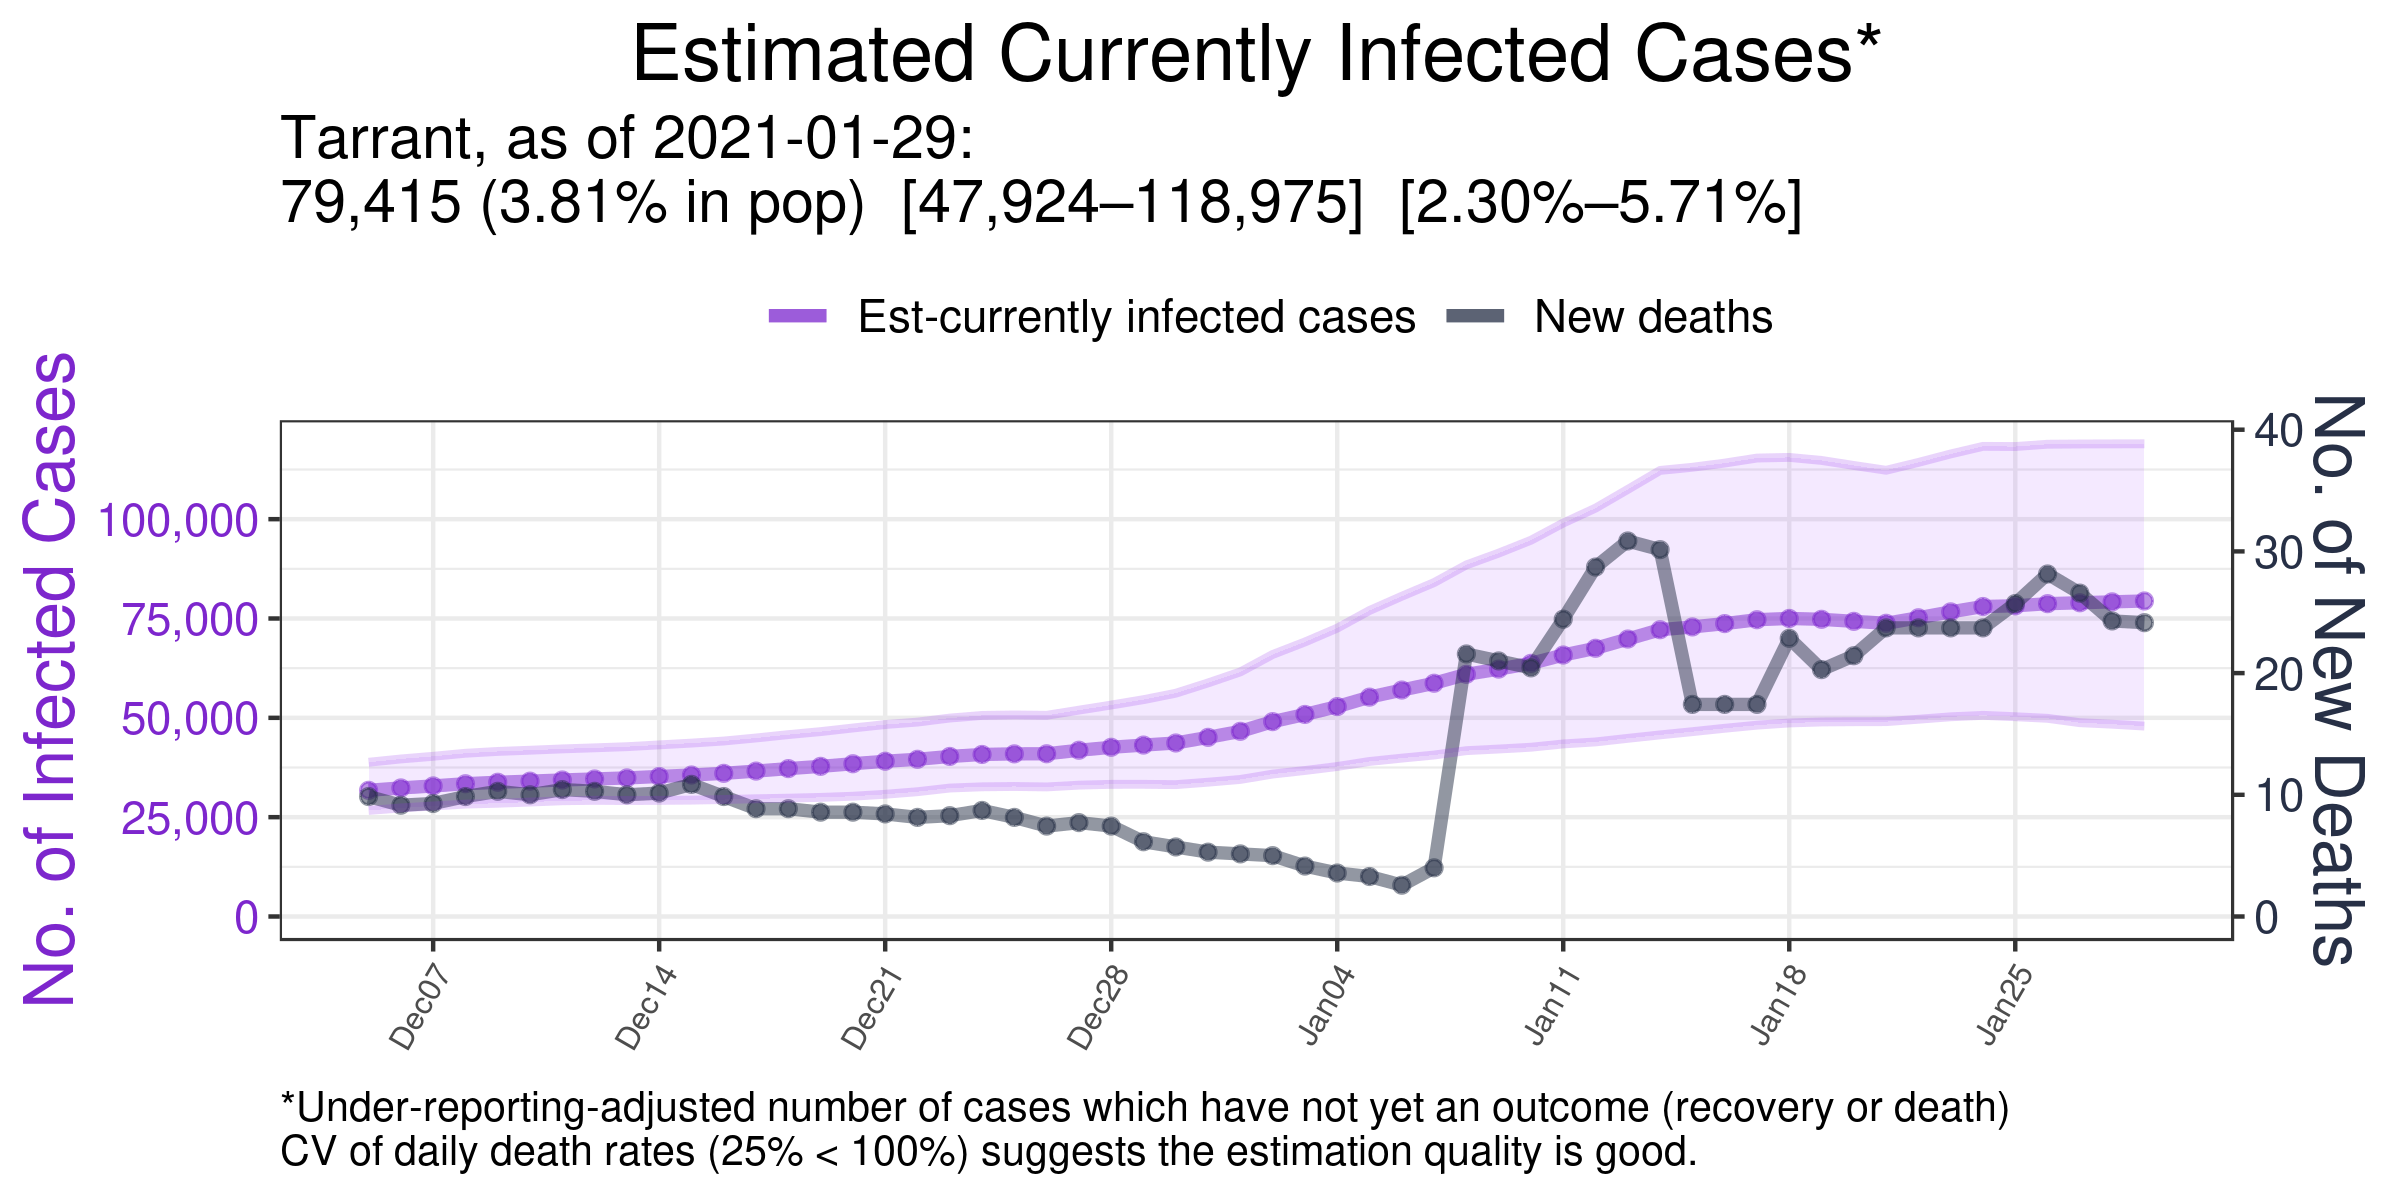 Estimated Currently Infected Cases*
Tarrant, as of 2021-01-29:
79,415 (3.81% in pop)  [47,924–118,975]  [2.30%–5.71%]
Est-currently infected cases
New deaths
No. of Infected Cases
100,000
75,000
50,000
25,000
0
40
30
20
10
0
No. of New Deaths
Dec07
Dec14
Dec21
Dec28
Jan04
Jan11
Jan18
Jan25
*Under-reporting-adjusted number of cases which have not yet an outcome (recovery or death)
CV of daily death rates (25% < 100%) suggests the estimation quality is good.